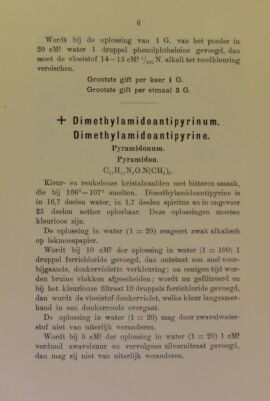 6
Wordt bij de oplossing van 1 G. van het poeder in
20 cM³. water 1 druppel phenolphthaleine gevoegd, dan
moet de vloeistof 14—15 cM³. 1/10 N. alkali ter roodkleuring
vereischen.
Grootste gift per keer 1 G.
Grootste gift per etmaal 3 G.
+ Dimethylamidoantipyrinum.
Dimethylamidoantipyrine.
Pyramidonum.
Pyramiden.
Kleur- en reukelooze kristalnaalden met bitteren smaak,
die bij 106°—107° smelten. Dimethylamidoantipyrine is
in 16,7 deelen water, in 1,7 deelen spiritus en in ongeveer
25 deelen aether oplosbaar. Deze oplossingen moeten
kleurloos zijn.
De oplossing in water (1 = 20) reageert zwak alkalisch
op lakmoespapier.
Wordt bij 10 cM³. der oplossing in water (1 = 100) 1
druppel ferrichloride gevoegd, dan ontstaat een snel voor-
bijgaande, donkerviolette verkleuring; na eenigen tijd wor-
den bruine vlokken afgescheiden; wordt nu gefiltreerd en
bij het kleurlooze filtraat 10 druppels ferrichloride gevoegd,
dan wordt de vloeistof donkerviolet, welke kleur langzamer-
hand in een donkerroode overgaat.
De oplossing in water (1 = 20) mag door zwavelwater-
stof niet van uiterlijk veranderen.
Wordt bij 5 cM³. der oplossing in water (1 = 20) 1 cM³.
verdund zwavelzuur en vervolgens zilvernitraat gevoegd,
dan mag zij niet van uiterlijk veranderen.